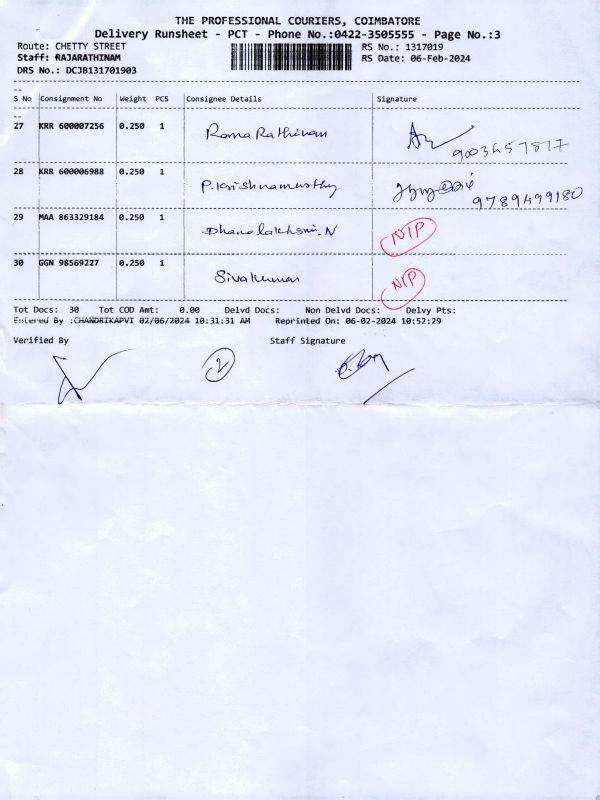 THE PROFESSIONAL COURIERS, COIMBATORE
Delivery Runsheet - PCT - Phone No.:0422-3505555 - Page No.:3
Route: CHETTY STREET RS No.: 1317019
Staff: RAJARATHINAM RS Date: 06-Feb-2024
DRS No.: DCJB131701903
S No Consignment No Weight PCS Consignee Details Signature
27 KRR 600007256 0.250 1 Rama Rathinam 9003457817
28 KRR 600006988 0.250 1 P. Krishnamurthy 9789499180
29 MAA 863329184 0.250 1 Dhanalakshmi.N NIP
30 GGN 98569227 0.250 1 Sivakumar NIP
Tot Docs: 30 Tot COD Amt: 0.00 Delvd Docs: Non Delvd Docs: Delvy Pts:
Entered By :CHANDRIKAPVI 02/06/2024 10:31:31 AM Reprinted On: 06-02-2024 10:52:29
Verified By Staff Signature
2